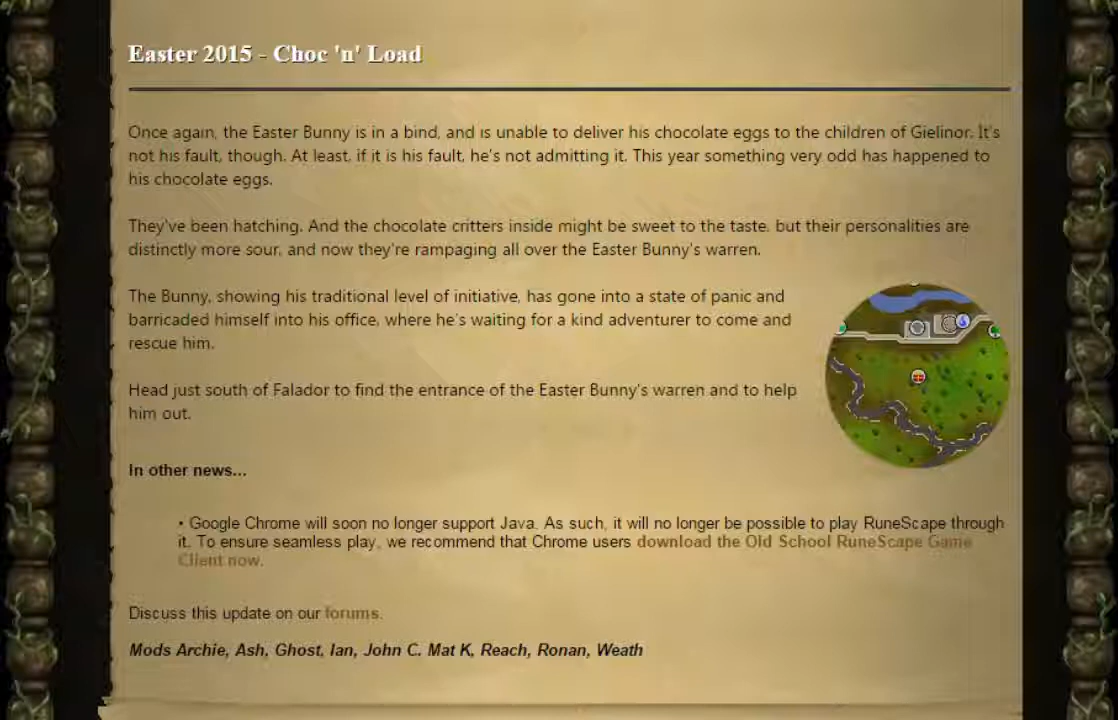 Easter 2015 - Choc 'n' Load
Once again, the Easter Bunny is in a bind, and is unable to deliver his chocolate eggs to the children of Gielinor. It's
not his fault, though. At least, if it is his fault, he's not admitting it. This year something very odd has happened to
his chocolate eggs.
They've been hatching. And the chocolate critters inside might be sweet to the taste, but their personalities are
distinctly more sour, and now they're rampaging all over the Easter Bunny's warren.
The Bunny, showing his traditional level of initiative, has gone into a state of panic and
barricaded himself into his office, where he's waiting for a kind adventurer to come and
rescue him.
Head just south of Falador to find the entrance of the Easter Bunny's warren and to help
him out.
In other news...
• Google Chrome will soon no longer support Java. As such, it will no longer be possible to play RuneScape through
it. To ensure seamless play, we recommend that Chrome users download the Old School RuneScape Game
Client now.
Discuss this update on our forums.
Mods Archie, Ash, Ghost, Ian, John C. Mat K, Reach, Ronan, Weath